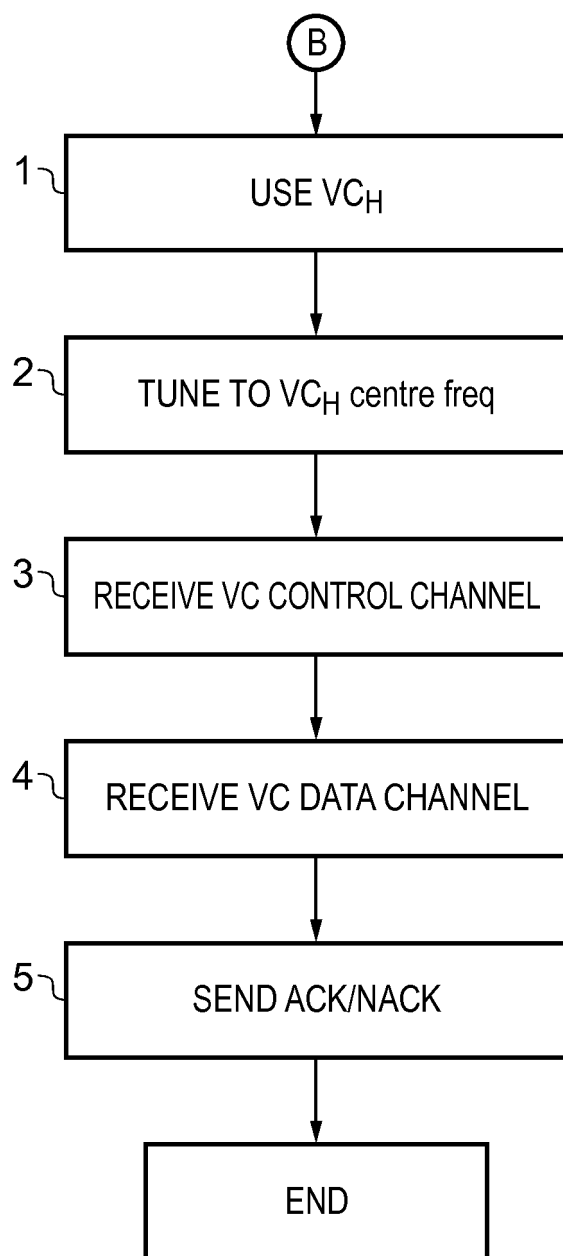 B
1
USE VCH
2
TUNE TO VCH centre freq
3
RECEIVE VC CONTROL CHANNEL
4
RECEIVE VC DATA CHANNEL
5
SEND ACK/NACK
END